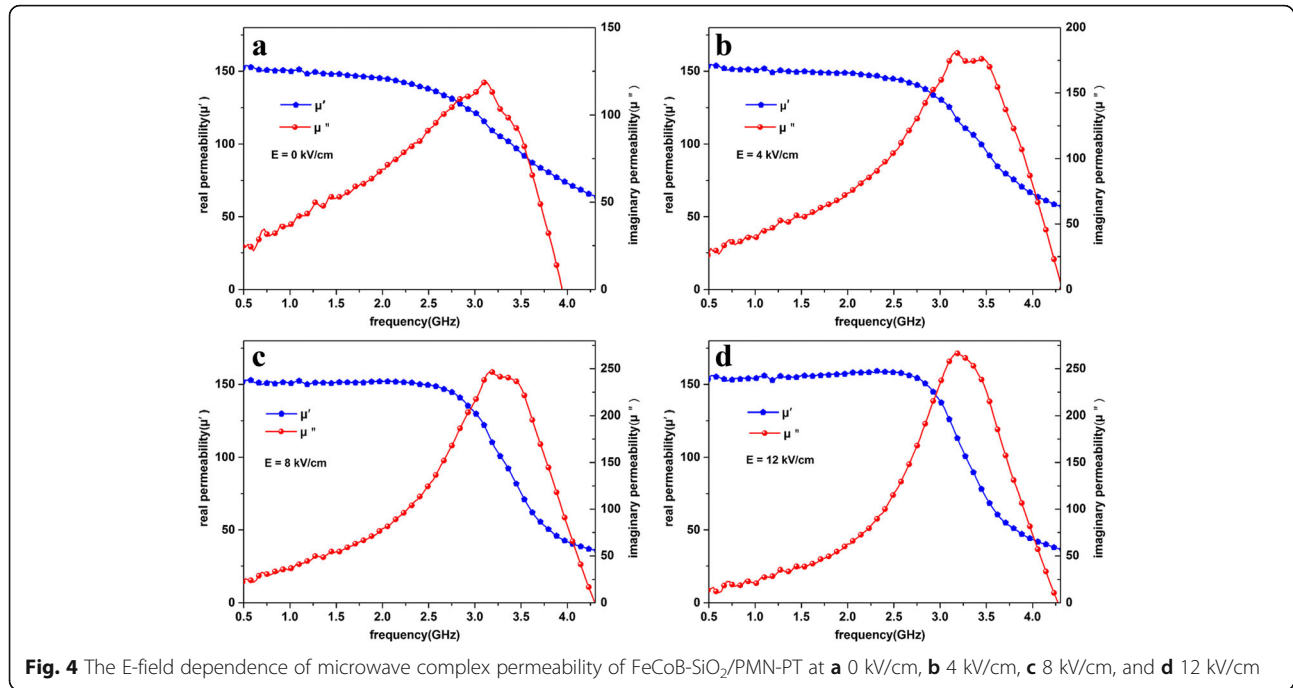 a
150
150
100
100
50
50
0
0
real permeability(μ')
imaginary permeability(μ'')
μ'
μ''
E = 0 kV/cm
0.5 1.0 1.5 2.0 2.5 3.0 3.5 4.0
frequency(GHz)
b
200
150
150
100
100
50
50
0
0
real permeability(μ')
imaginary permeability(μ'')
μ'
μ''
E = 4 kV/cm
0.5 1.0 1.5 2.0 2.5 3.0 3.5 4.0
frequency(GHz)
c
150
100
50
0
250
200
150
100
50
0
real permeability(μ')
imaginary permeability(μ'')
μ'
μ''
E = 8 kV/cm
0.5 1.0 1.5 2.0 2.5 3.0 3.5 4.0
frequency(GHz)
d
150
100
50
0
250
200
150
100
50
0
real permeability(μ')
imaginary permeability(μ'')
μ'
μ''
E = 12 kV/cm
0.5 1.0 1.5 2.0 2.5 3.0 3.5 4.0
frequency(GHz)
Fig. 4 The E-field dependence of microwave complex permeability of FeCoB-SiO₂/PMN-PT at a 0 kV/cm, b 4 kV/cm, c 8 kV/cm, and d 12 kV/cm